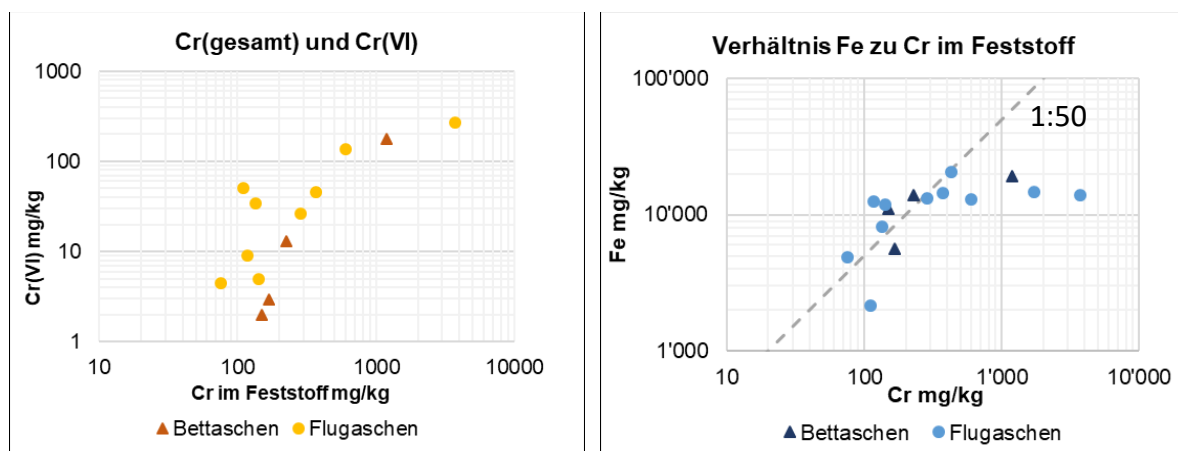 Cr(gesamt) und Cr(VI)
1000
100
10
1
Cr(VI) mg/kg
10 100 1000 10000
Cr im Feststoff mg/kg
Bettaschen Flugaschen
Verhältnis Fe zu Cr im Feststoff
100'000
1:50
10'000
1'000
Fe mg/kg
10 100 1'000 10'000
Cr mg/kg
Bettaschen Flugaschen